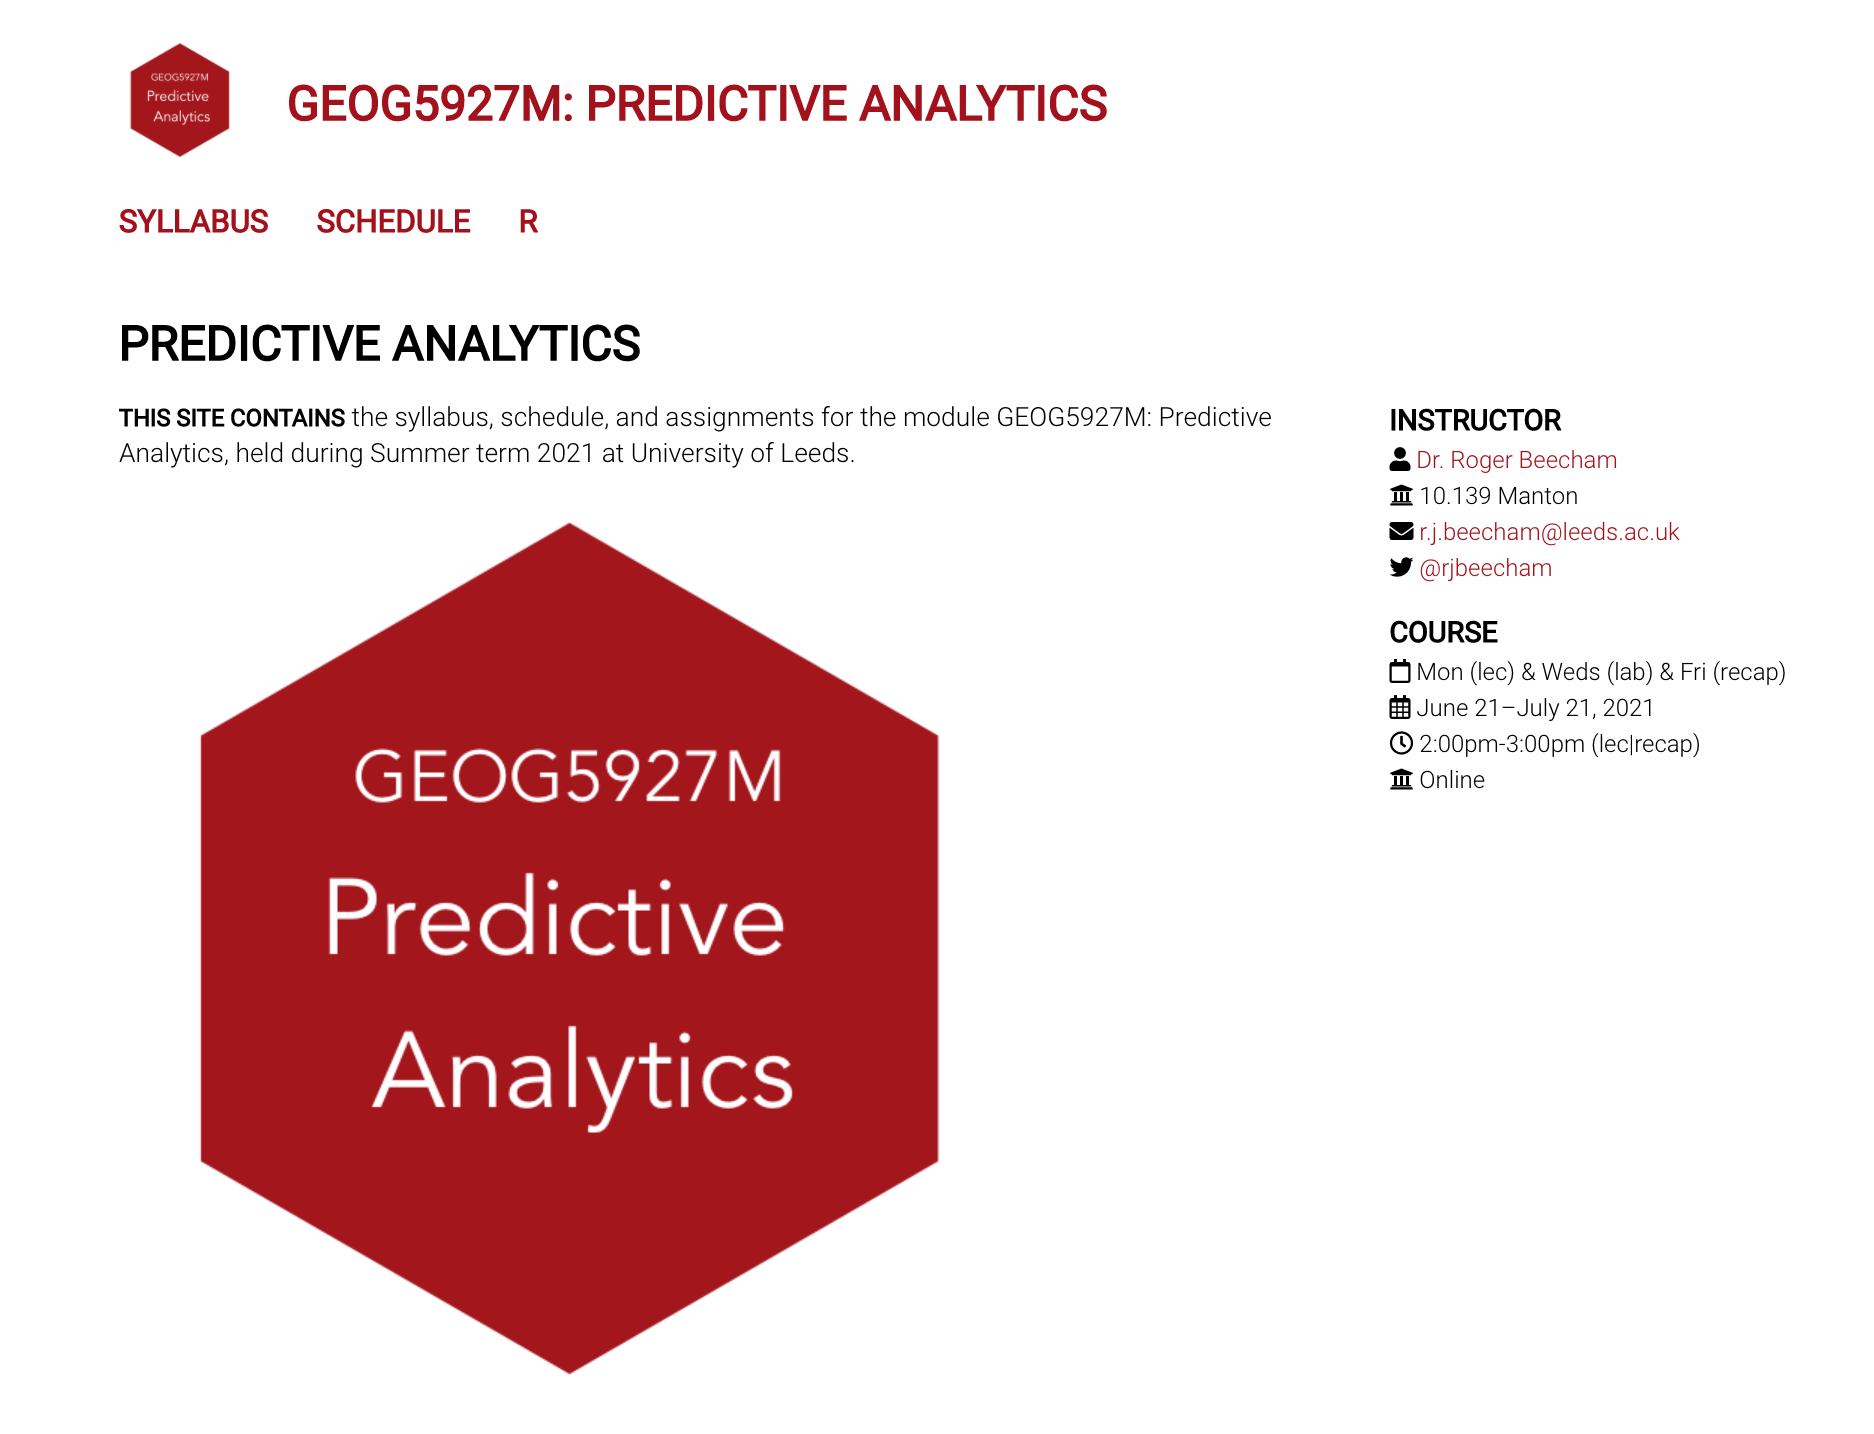 GEOG5927M
Predictive
Analytics
GEOG5927M: PREDICTIVE ANALYTICS
SYLLABUS SCHEDULE R
PREDICTIVE ANALYTICS
THIS SITE CONTAINS the syllabus, schedule, and assignments for the module GEOG5927M: Predictive
Analytics, held during Summer term 2021 at University of Leeds.
GEOG5927M
Predictive
Analytics
INSTRUCTOR
Dr. Roger Beecham
10.139 Manton
r.j.beecham@leeds.ac.uk
@rjbeecham
COURSE
Mon (lec) & Weds (lab) & Fri (recap)
June 21–July 21, 2021
2:00pm-3:00pm (lec|recap)
Online